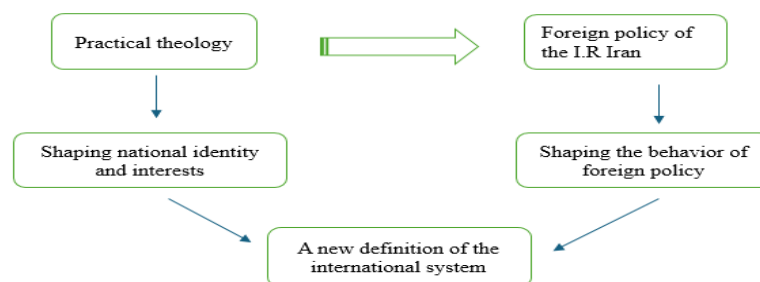 Practical theology
Foreign policy of
the I.R Iran
Shaping national identity
and interests
Shaping the behavior of
foreign policy
A new definition of the
international system